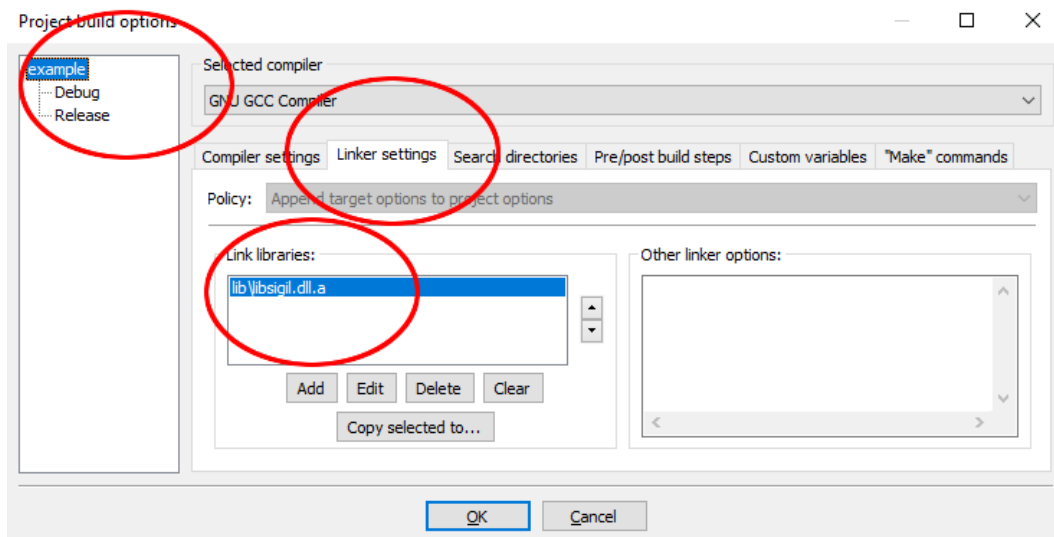 Project build options
example
Debug
Release
Selected compiler
GNU GCC Compiler
Compiler settings
Linker settings
Search directories
Pre/post build steps
Custom variables
"Make" commands
Policy:
Append target options to project options
Link libraries:
lib\libsigil.dll.a
Add
Edit
Delete
Clear
Copy selected to...
Other linker options:
OK
Cancel